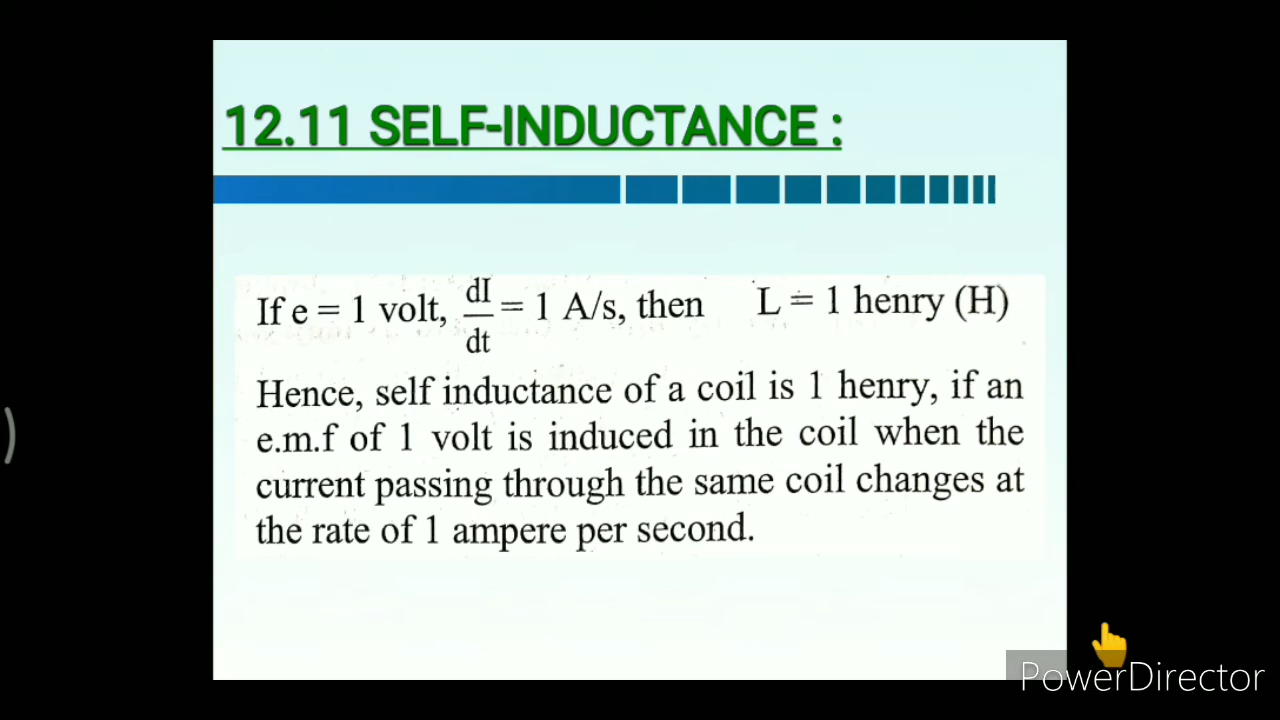 12.11 SELF-INDUCTANCE :
If e = 1 volt, dI/dt = 1 A/s, then L = 1 henry (H)
Hence, self inductance of a coil is 1 henry, if an
e.m.f of 1 volt is induced in the coil when the
current passing through the same coil changes at
the rate of 1 ampere per second.
PowerDirector